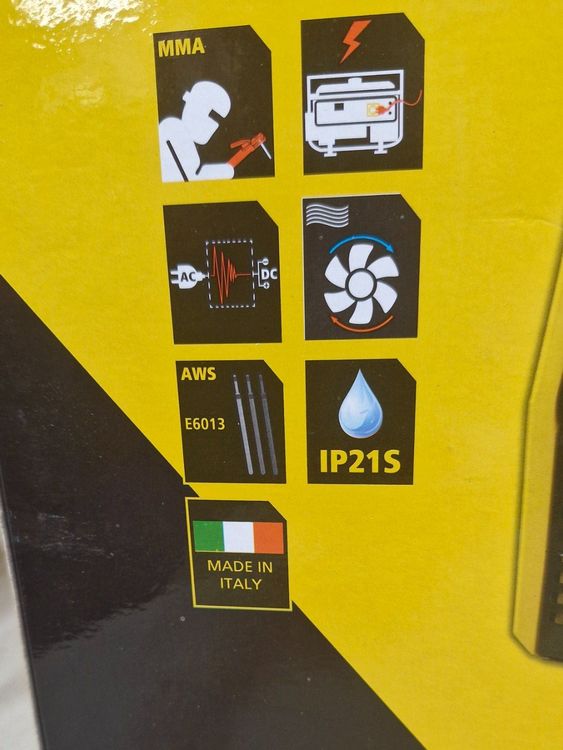 MMA
AC
DC
AWS
E6013
IP21S
MADE IN
ITALY